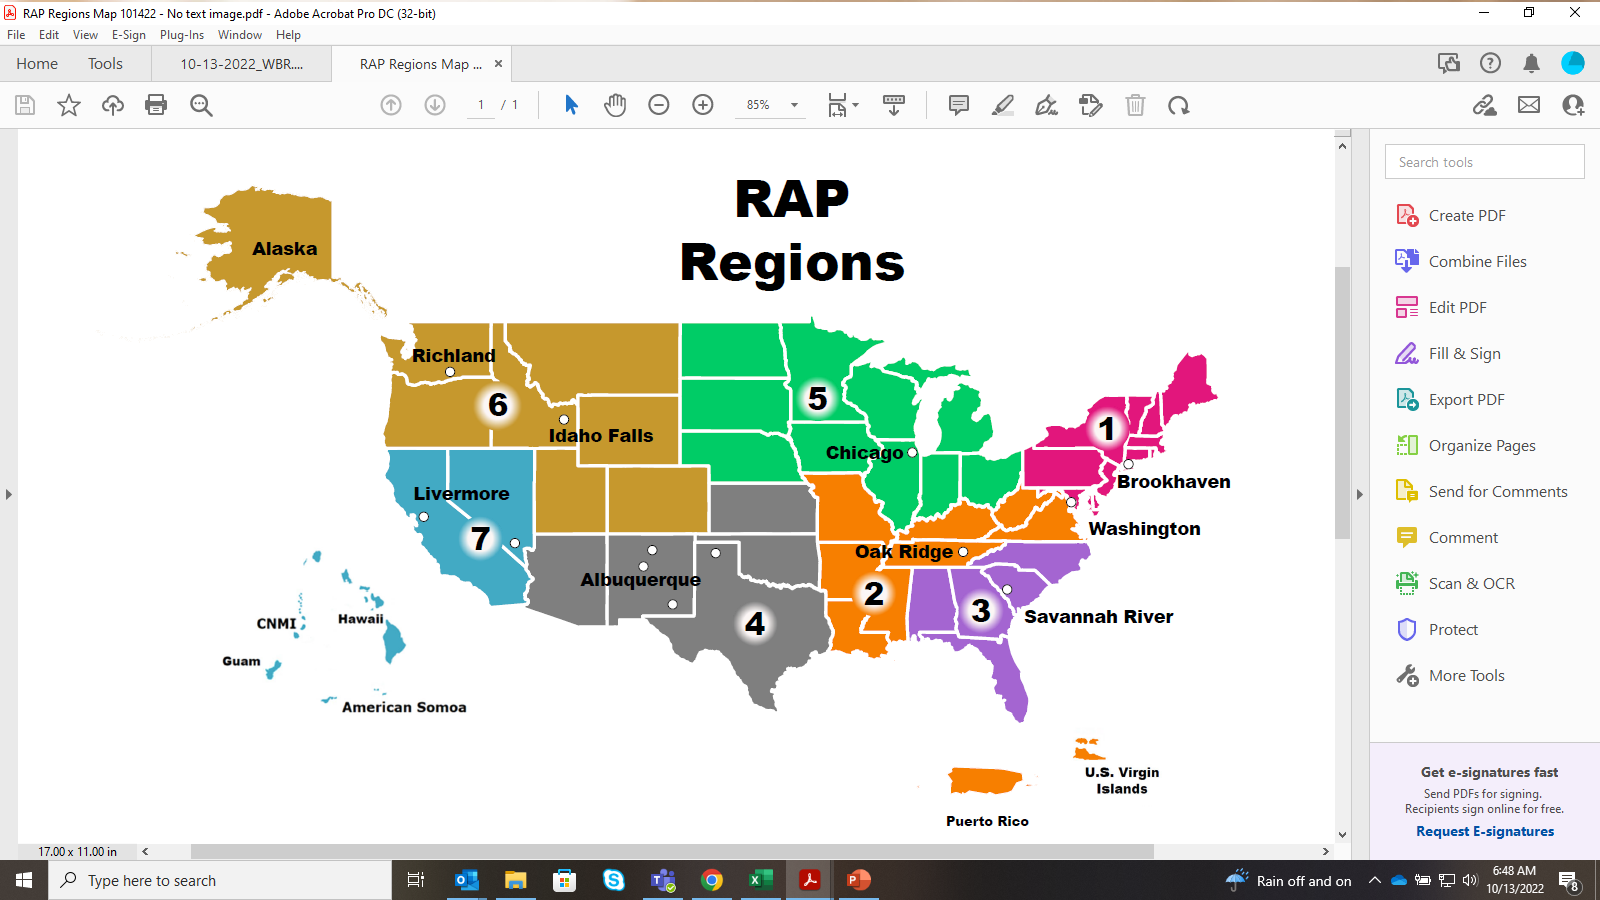 RAP Regions Map 101422 - No text image.pdf - Adobe Acrobat Pro DC (32-bit)
File Edit View E-Sign Plug-Ins Window Help
Home Tools 10-13-2022_WBR.... RAP Regions Map ... ×
1 / 1 85%
Search tools
Create PDF
Combine Files
Edit PDF
Fill & Sign
Export PDF
Organize Pages
Send for Comments
Comment
Scan & OCR
Protect
More Tools
Get e-signatures fast
Send PDFs for signing.
Recipients sign online for free.
Request E-signatures
RAP
Regions
Alaska
Richland
6
5
Idaho Falls
1
Chicago
Brookhaven
Livermore
Washington
7
Oak Ridge
Albuquerque
2
3
Savannah River
4
CNMI
Hawaii
Guam
American Somoa
U.S. Virgin
Islands
Puerto Rico
17.00 x 11.00 in
Type here to search
Rain off and on
6:48 AM
10/13/2022
8